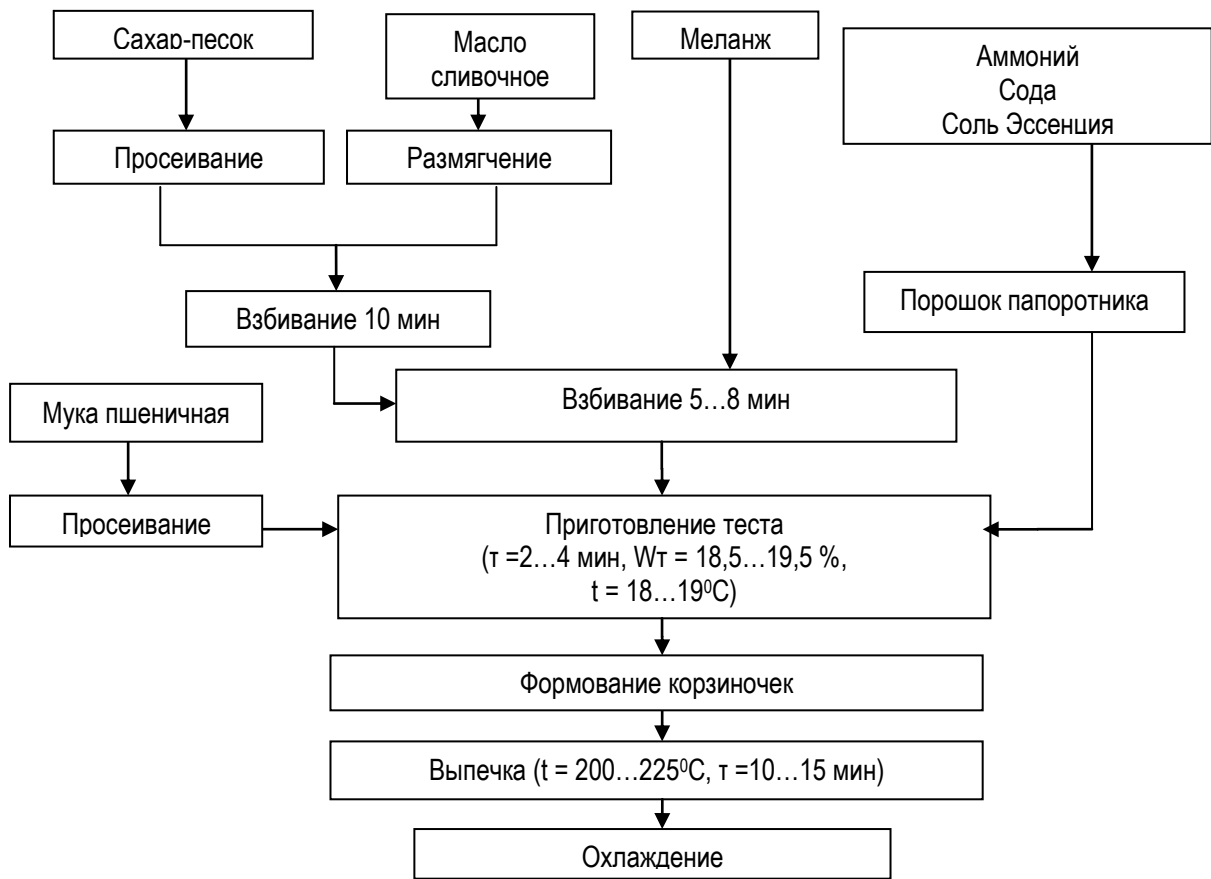 Сахар-песок
Масло
сливочное
Меланж
Аммоний
Сода
Соль Эссенция
Просеивание
Размягчение
Взбивание 10 мин
Порошок папоротника
Мука пшеничная
Взбивание 5…8 мин
Просеивание
Приготовление теста
(τ =2…4 мин, Wт = 18,5…19,5 %,
t = 18…19⁰С)
Формование корзиночек
Выпечка (t = 200…225⁰С, τ =10…15 мин)
Охлаждение